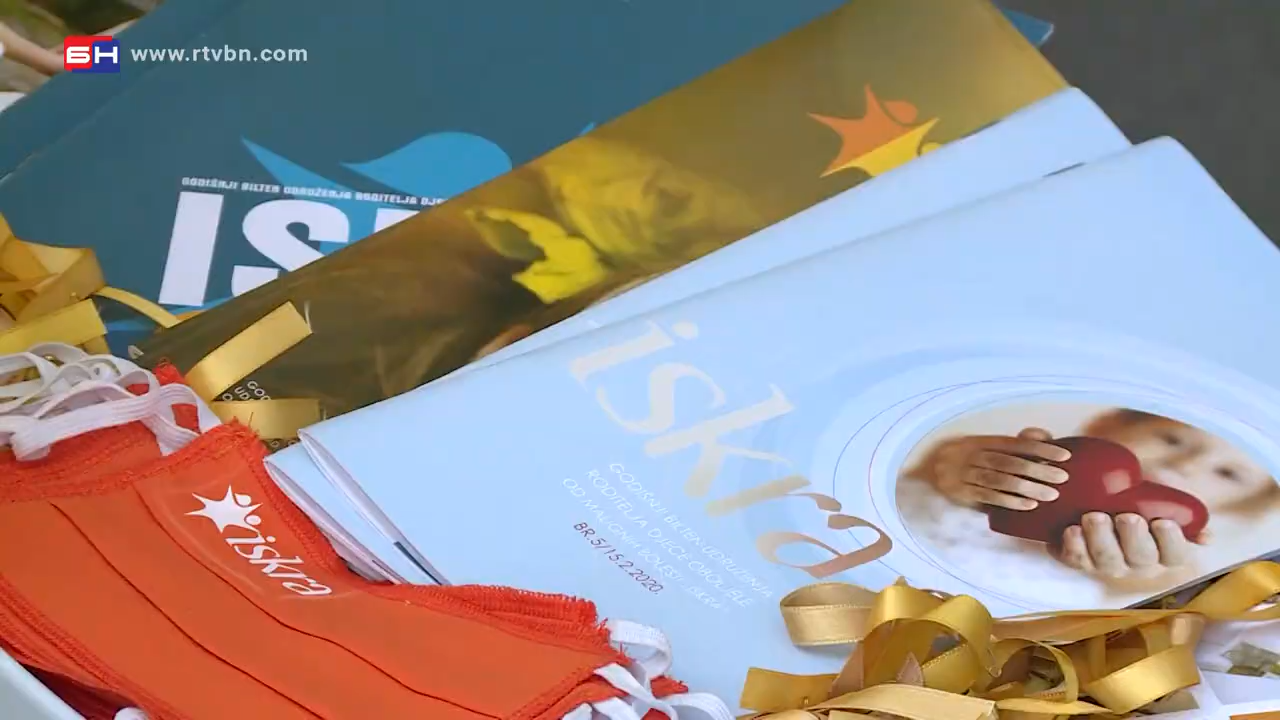 БН www.rtvbn.com
GODIŠNJI BILTEN UDRUŽENJA RODITELJA
iskra
GODIŠNJI BILTEN UDRUŽENJA
RODITELJA DJECE OBOLJELE
OD MALIGNIH BOLESTI "ISKRA"
BR.5/15.2.2020.
iskra